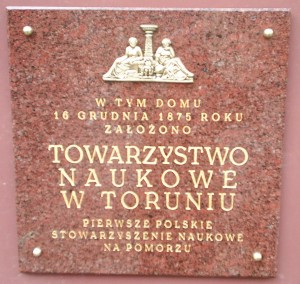 W TYM DOMU
16 GRUDNIA 1875 ROKU
ZAŁOŻONO
TOWARZYSTWO
NAUKOWE
W TORUNIU
PIERWSZE POLSKIE
STOWARZYSZENIE NAUKOWE
NA POMORZU